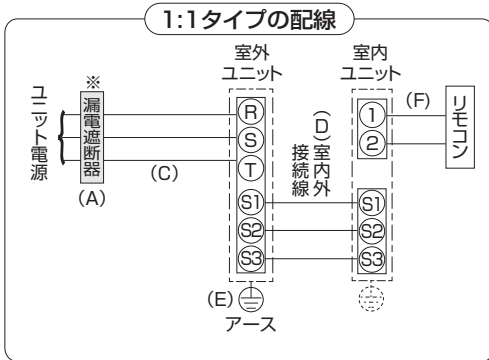 1:1タイプの配線
室外
ユニット
室内
ユニット
ユニット電源
※
漏電遮断器
(A)
(C)
R
S
T
S1
S2
S3
(E)
アース
(D)室内外
接続線
1
2
S1
S2
S3
(F)
リモコン